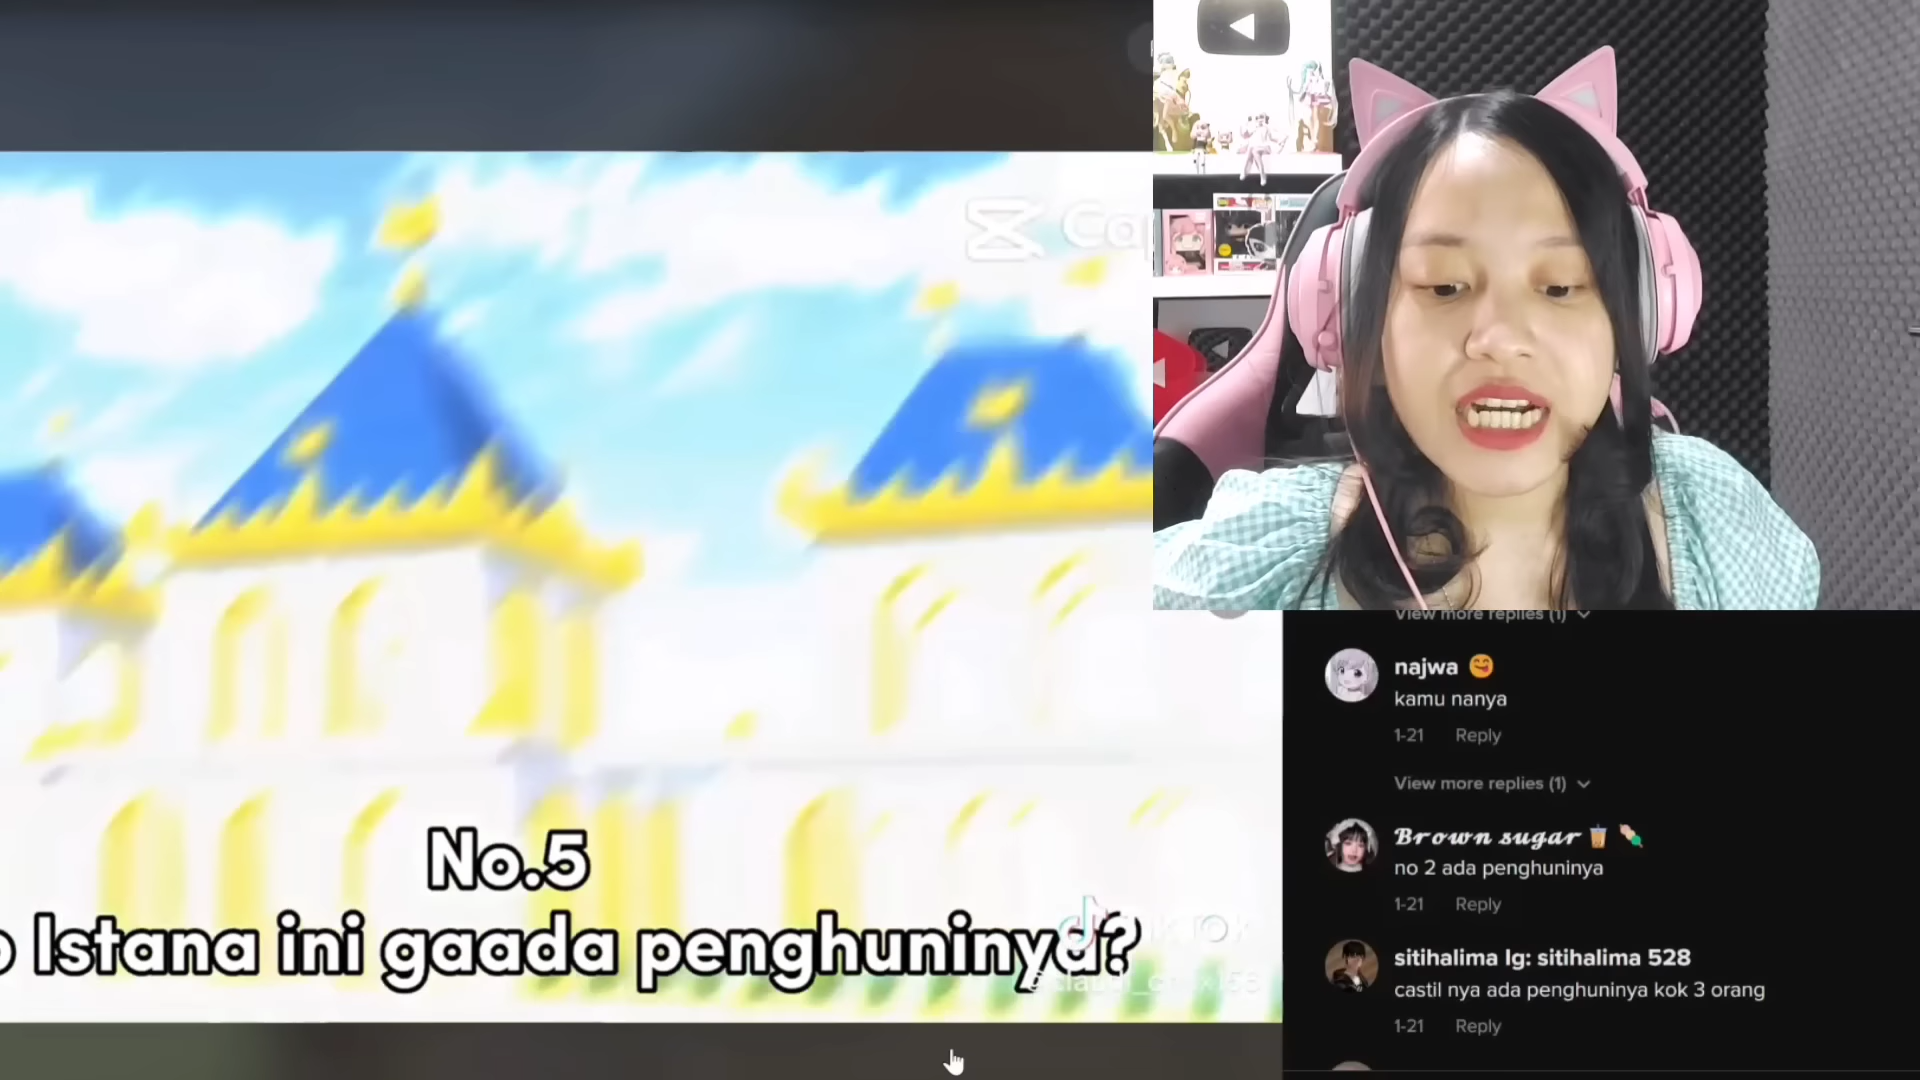 Cap
No.5
Istana ini gaada penghuninya?
TikTok
View more replies (1)
najwa 😋
kamu nanya
1-21 Reply
View more replies (1)
Brown sugar 🧋 🍡
no 2 ada penghuninya
1-21 Reply
sitihalima Ig: sitihalima 528
castil nya ada penghuninya kok 3 orang
1-21 Reply